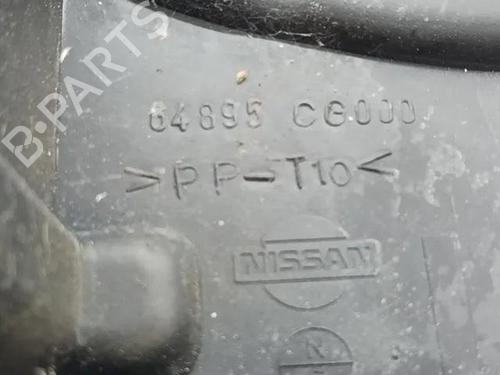 B-PARTS
64895 CG000
>PP-T10<
NISSAN
N